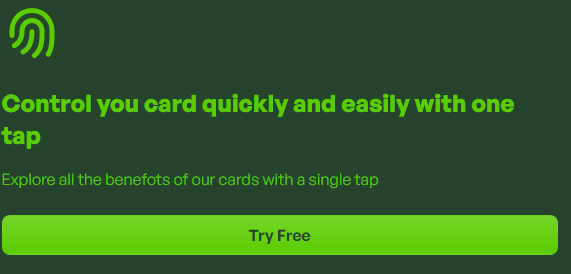 Control you card quickly and easily with one
tap
Explore all the benefots of our cards with a single tap
Try Free